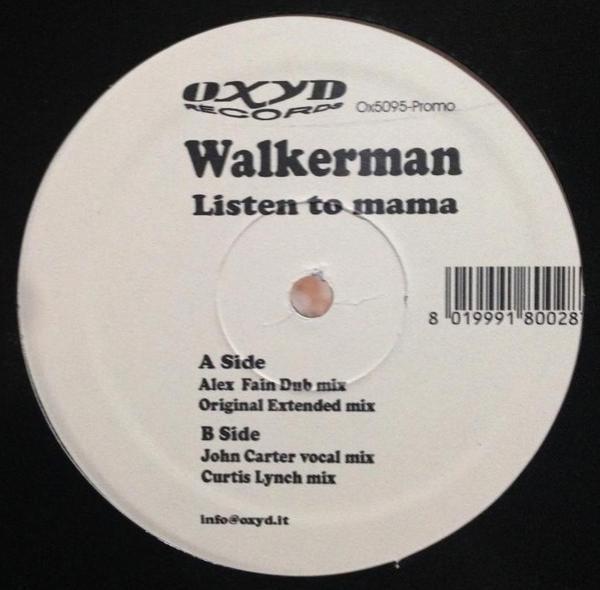 OXYD
RECORDS Ox5095-Promo
Walkerman
Listen to mama
8 019991 80028
A Side
Alex Fain Dub mix
Original Extended mix
B Side
John Carter vocal mix
Curtis Lynch mix
info@oxyd.it